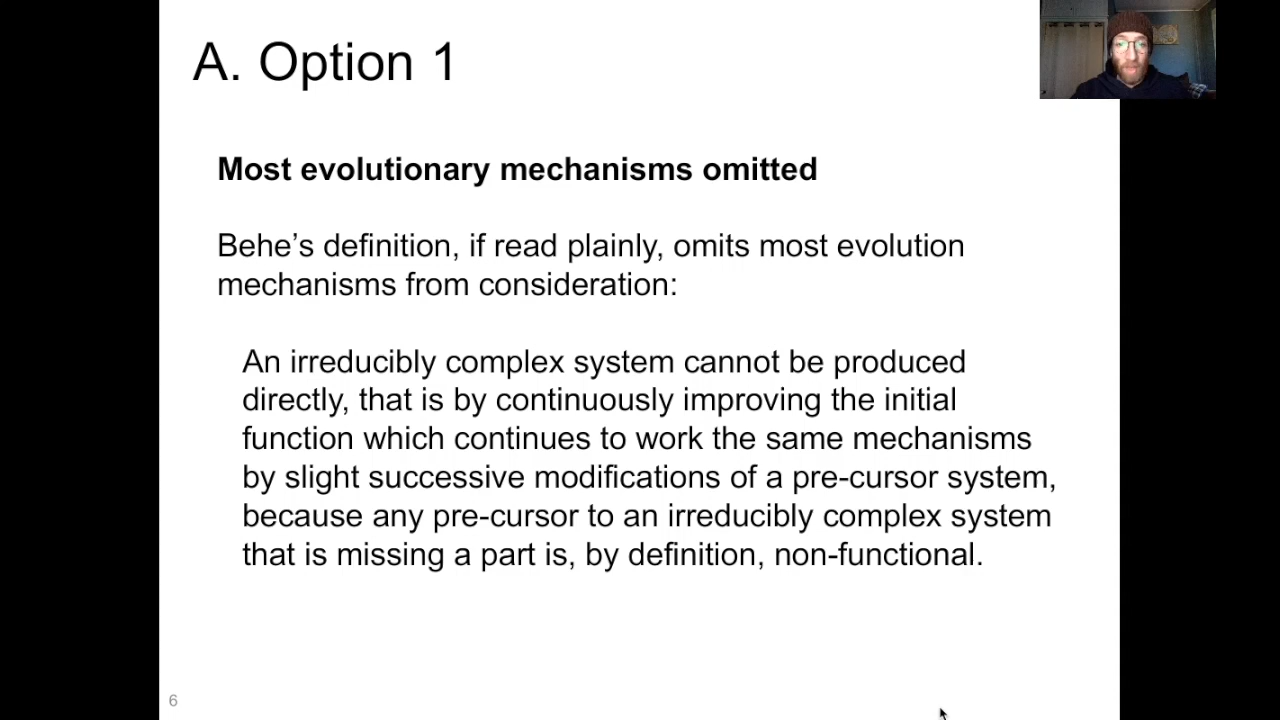 A. Option 1
Most evolutionary mechanisms omitted
Behe’s definition, if read plainly, omits most evolution
mechanisms from consideration:
An irreducibly complex system cannot be produced
directly, that is by continuously improving the initial
function which continues to work the same mechanisms
by slight successive modifications of a pre-cursor system,
because any pre-cursor to an irreducibly complex system
that is missing a part is, by definition, non-functional.
6